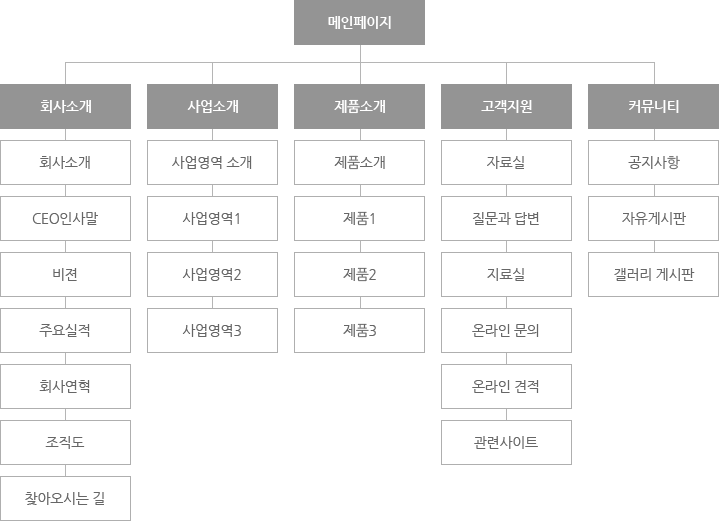 메인페이지
회사소개
사업소개
제품소개
고객지원
커뮤니티
회사소개
사업영역 소개
제품소개
자료실
공지사항
CEO인사말
사업영역1
제품1
질문과 답변
자유게시판
비젼
사업영역2
제품2
지료실
갤러리 게시판
주요실적
사업영역3
제품3
온라인 문의
회사연혁
온라인 견적
조직도
관련사이트
찾아오시는 길